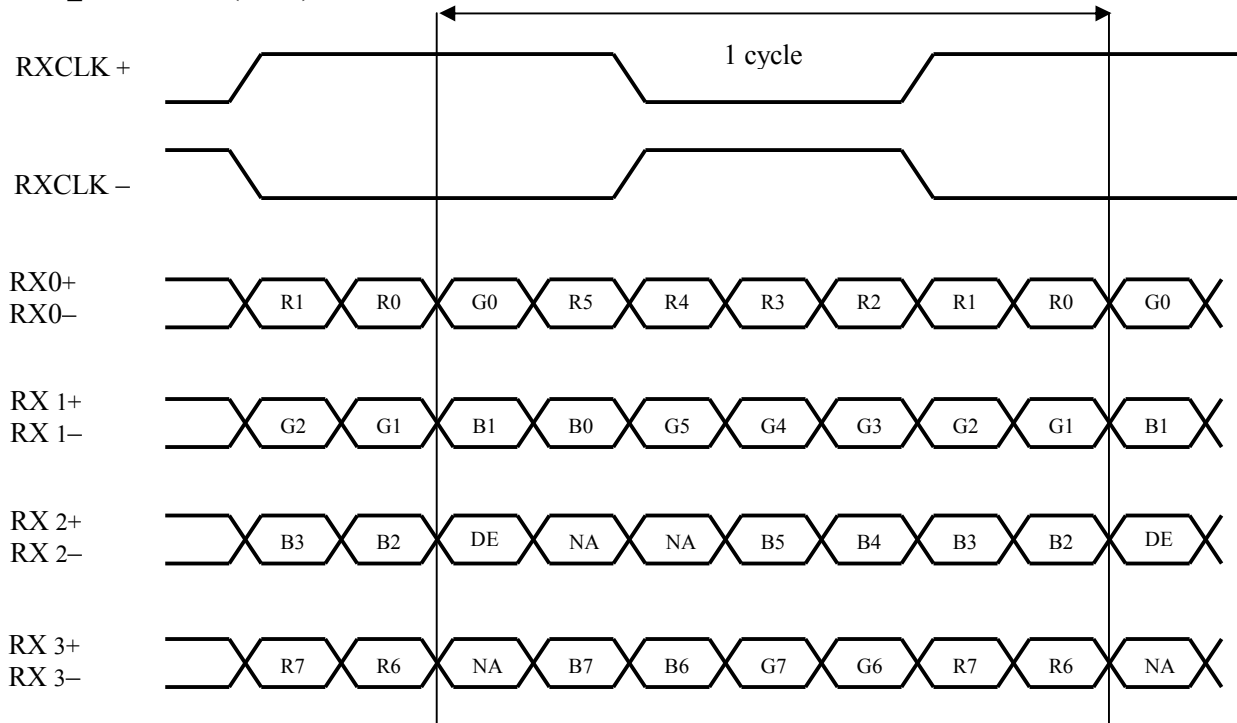 1 cycle
RXCLK +
RXCLK –
RX0+
RX0–
R1 R0 G0 R5 R4 R3 R2 R1 R0 G0
RX 1+
RX 1–
G2 G1 B1 B0 G5 G4 G3 G2 G1 B1
RX 2+
RX 2–
B3 B2 DE NA NA B5 B4 B3 B2 DE
RX 3+
RX 3–
R7 R6 NA B7 B6 G7 G6 R7 R6 NA